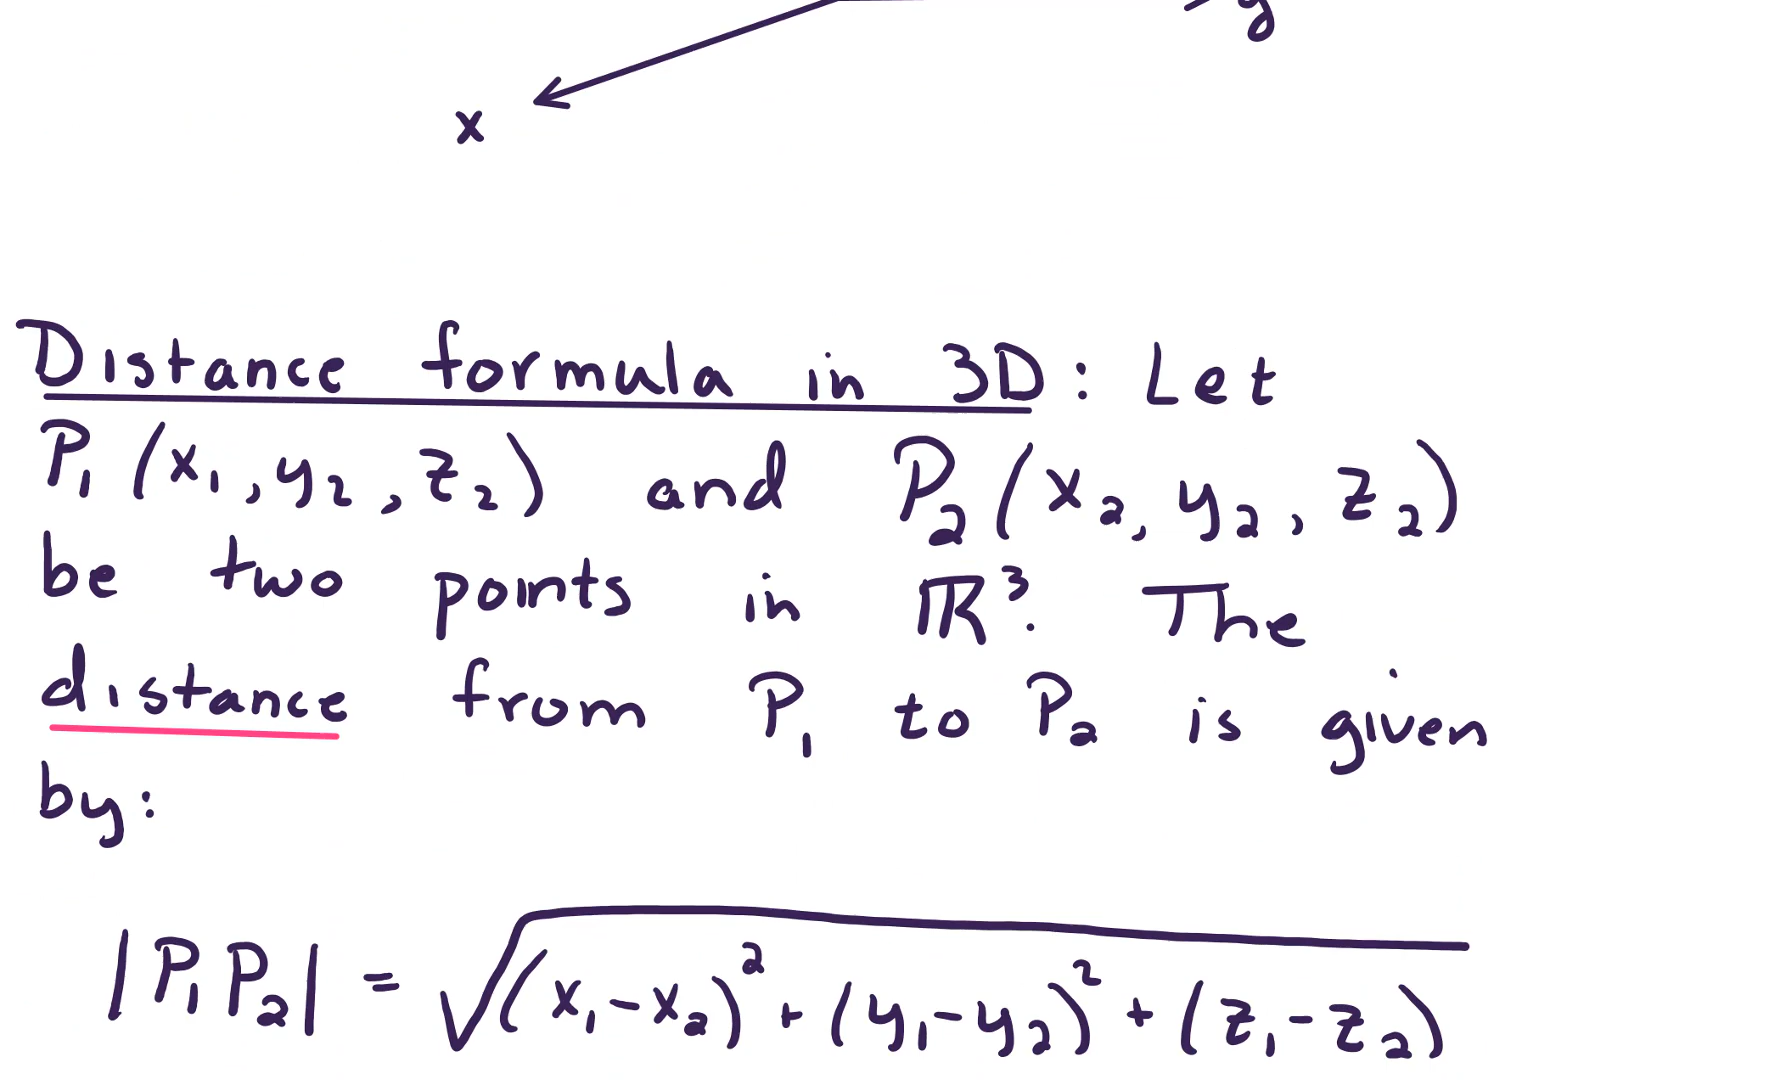 y
x
Distance formula in 3D: Let
P₁(x₁,y₂,z₂) and P₂(x₂,y₂,z₂)
be two points in ℝ³. The
distance from P₁ to P₂ is given
by:
|P₁P₂| = √(x₁-x₂)² + (y₁-y₂)² + (z₁-z₂)